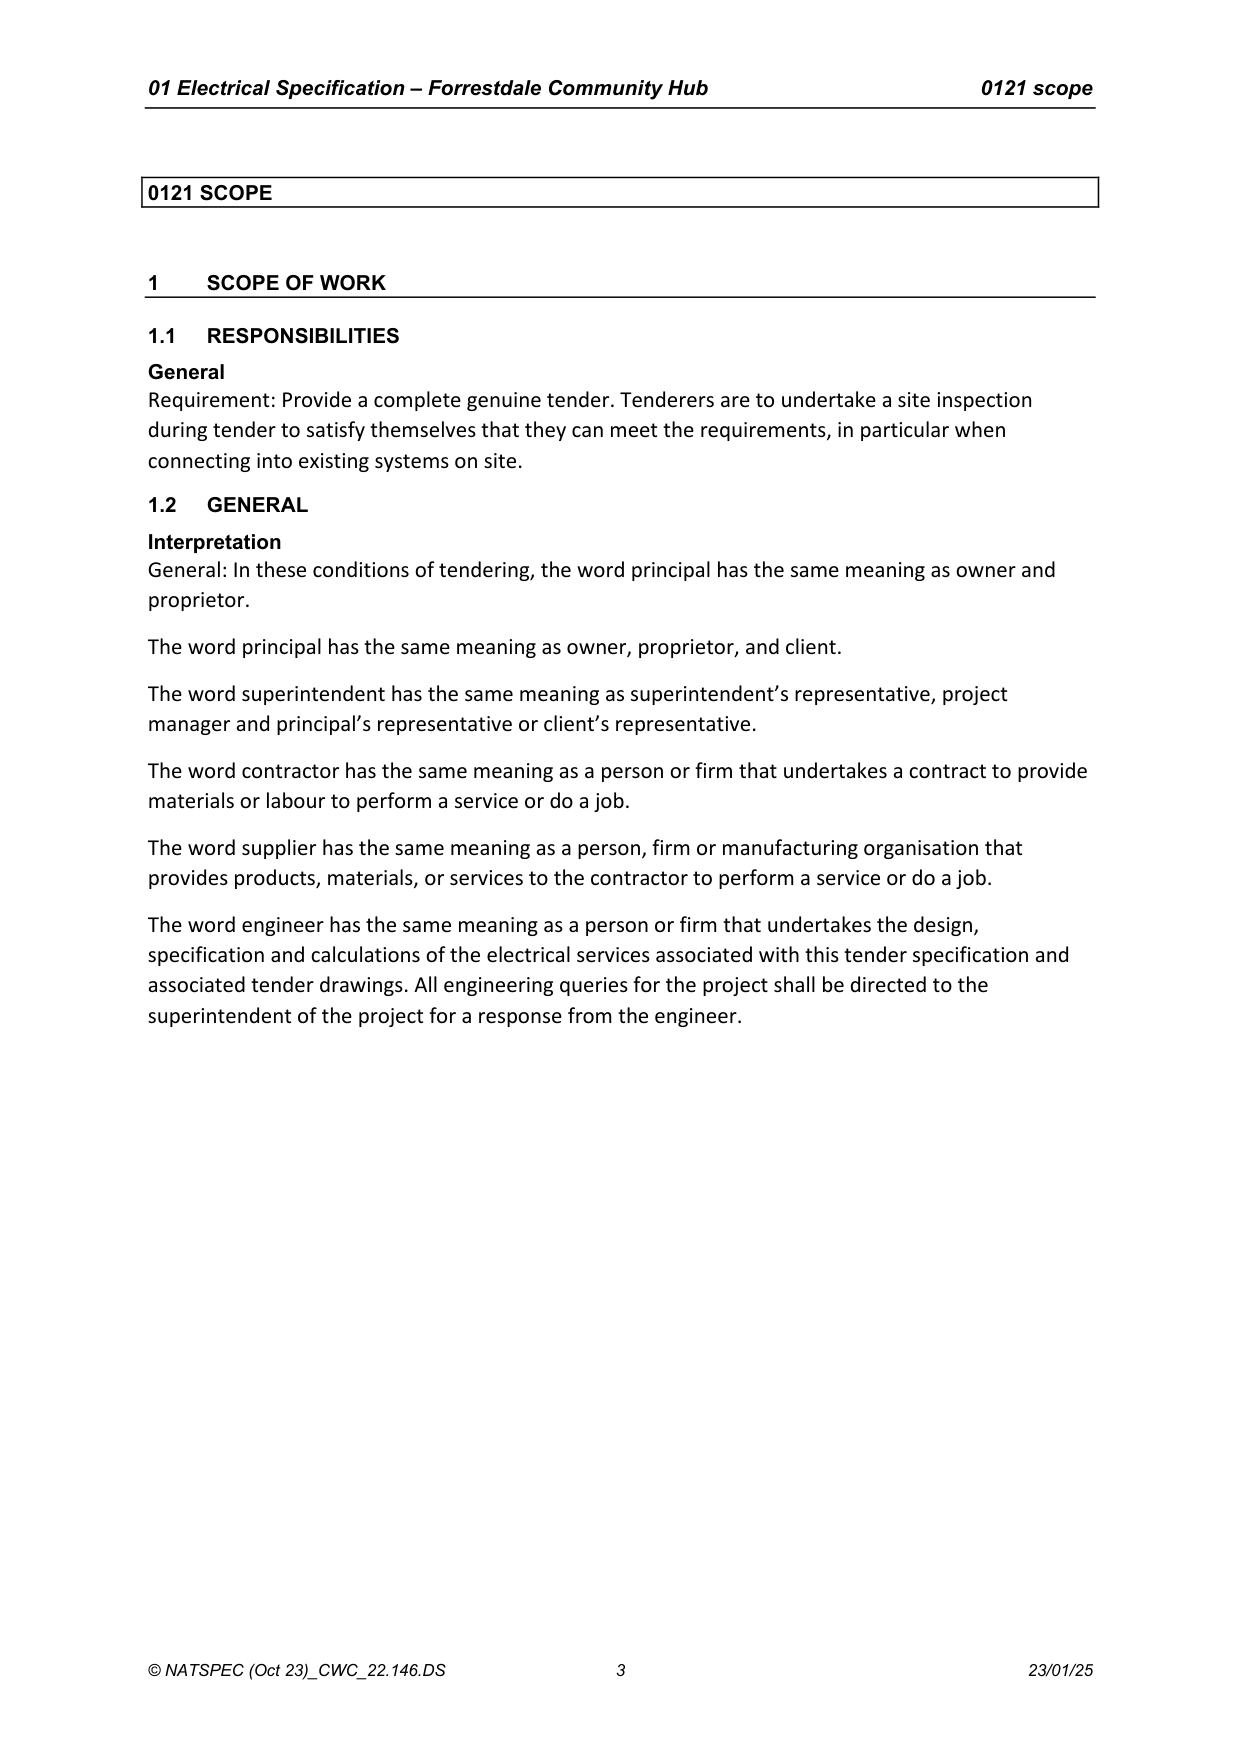 01 Electrical Specification – Forrestdale Community Hub 0121 scope
0121 SCOPE
1 SCOPE OF WORK
1.1 RESPONSIBILITIES
General
Requirement: Provide a complete genuine tender. Tenderers are to undertake a site inspection
during tender to satisfy themselves that they can meet the requirements, in particular when
connecting into existing systems on site.
1.2 GENERAL
Interpretation
General: In these conditions of tendering, the word principal has the same meaning as owner and
proprietor.
The word principal has the same meaning as owner, proprietor, and client.
The word superintendent has the same meaning as superintendent’s representative, project
manager and principal’s representative or client’s representative.
The word contractor has the same meaning as a person or firm that undertakes a contract to provide
materials or labour to perform a service or do a job.
The word supplier has the same meaning as a person, firm or manufacturing organisation that
provides products, materials, or services to the contractor to perform a service or do a job.
The word engineer has the same meaning as a person or firm that undertakes the design,
specification and calculations of the electrical services associated with this tender specification and
associated tender drawings. All engineering queries for the project shall be directed to the
superintendent of the project for a response from the engineer.
© NATSPEC (Oct 23)_CWC_22.146.DS 3 23/01/25